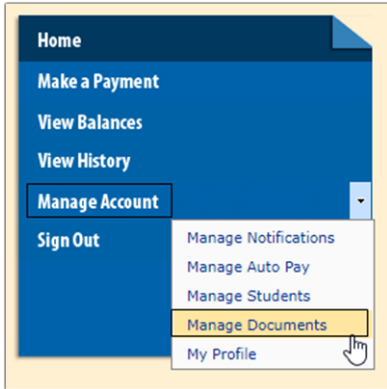 Home
Make a Payment
View Balances
View History
Manage Account
Sign Out
Manage Notifications
Manage Auto Pay
Manage Students
Manage Documents
My Profile